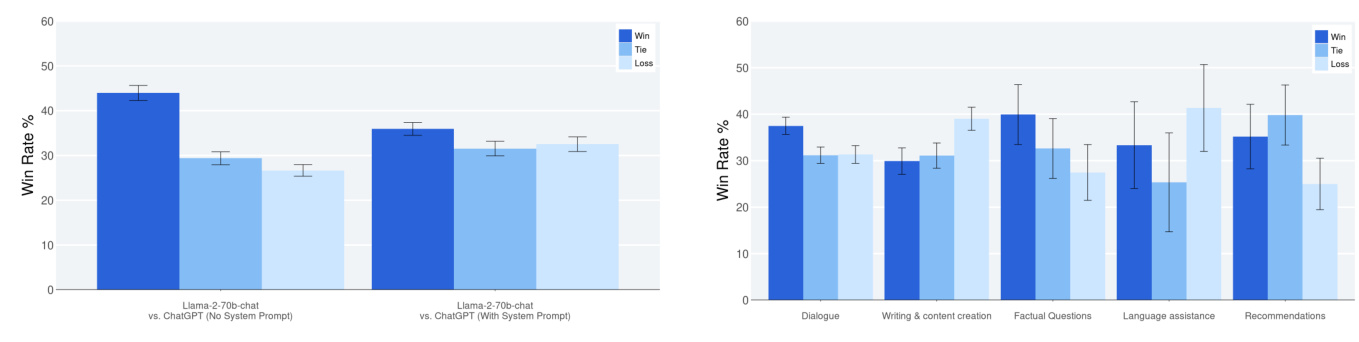 60
50
40
30
20
10
0
Win Rate %
Win
Tie
Loss
Llama-2-70b-chat
vs. ChatGPT (No System Prompt)
Llama-2-70b-chat
vs. ChatGPT (With System Prompt)
60
50
40
30
20
10
0
Win Rate %
Win
Tie
Loss
Dialogue
Writing & content creation
Factual Questions
Language assistance
Recommendations